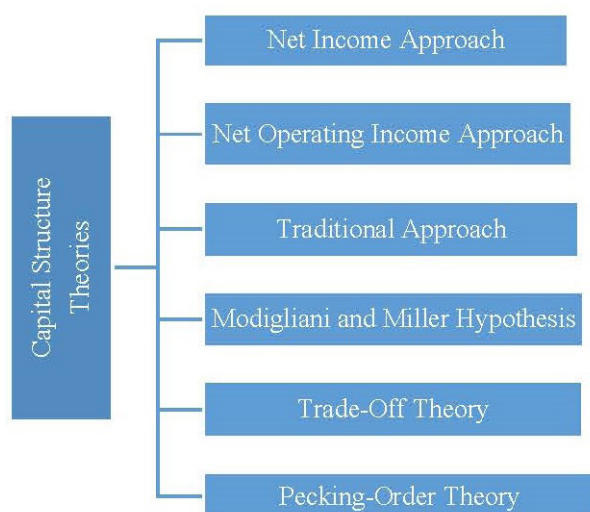 Capital Structure
Theories
Net Income Approach
Net Operating Income Approach
Traditional Approach
Modigliani and Miller Hypothesis
Trade-Off Theory
Pecking-Order Theory